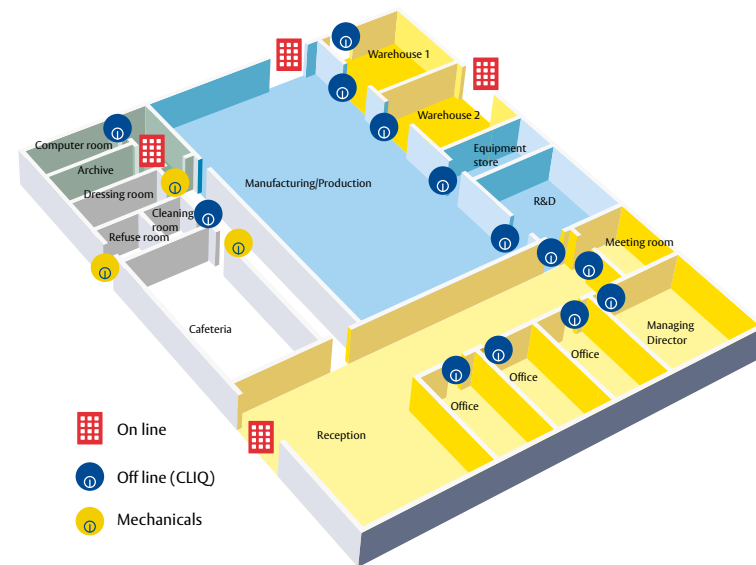 Warehouse 1
Warehouse 2
Computer room
Equipment
store
Archive
Manufacturing/Production
Dressing room
R&D
Cleaning
room
Refuse room
Meeting room
Cafeteria
Managing
Director
Office
Office
Office
Reception
On line
Off line (CLIQ)
Mechanicals